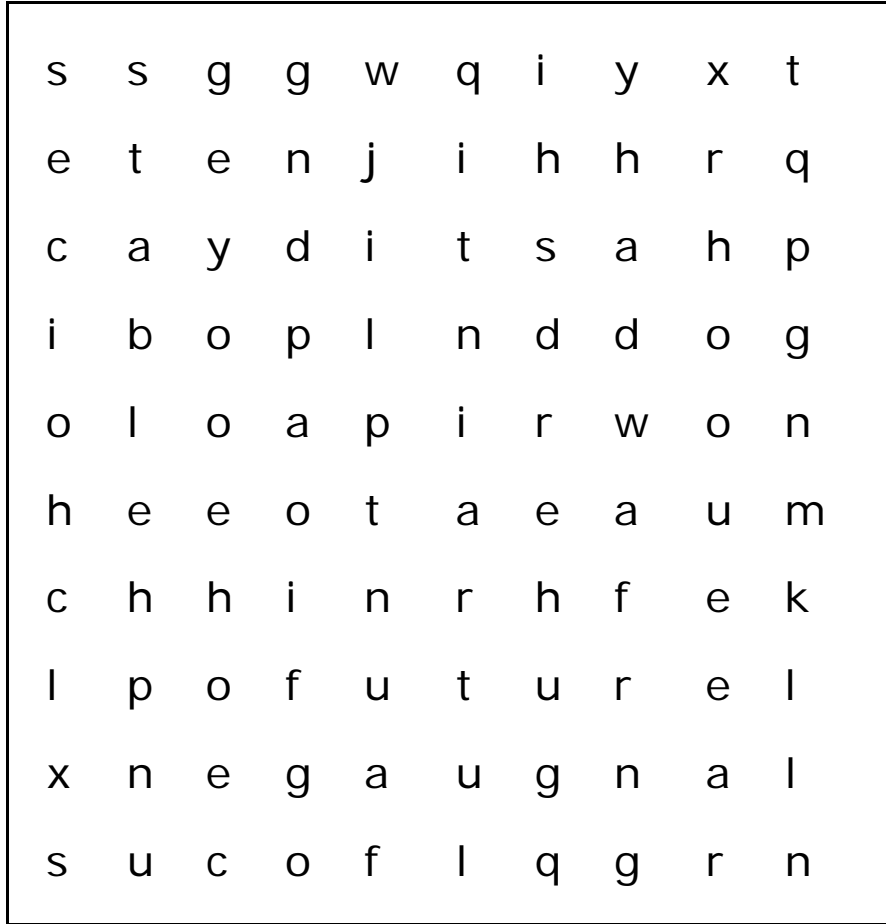 s s g g w q i y x t
e t e n j i h h r q
c a y d i t s a h p
i b o p l n d d o g
o l o a p i r w o n
h e e o t a e a u m
c h h i n r h f e k
l p o f u t u r e l
x n e g a u g n a l
s u c o f l q g r n